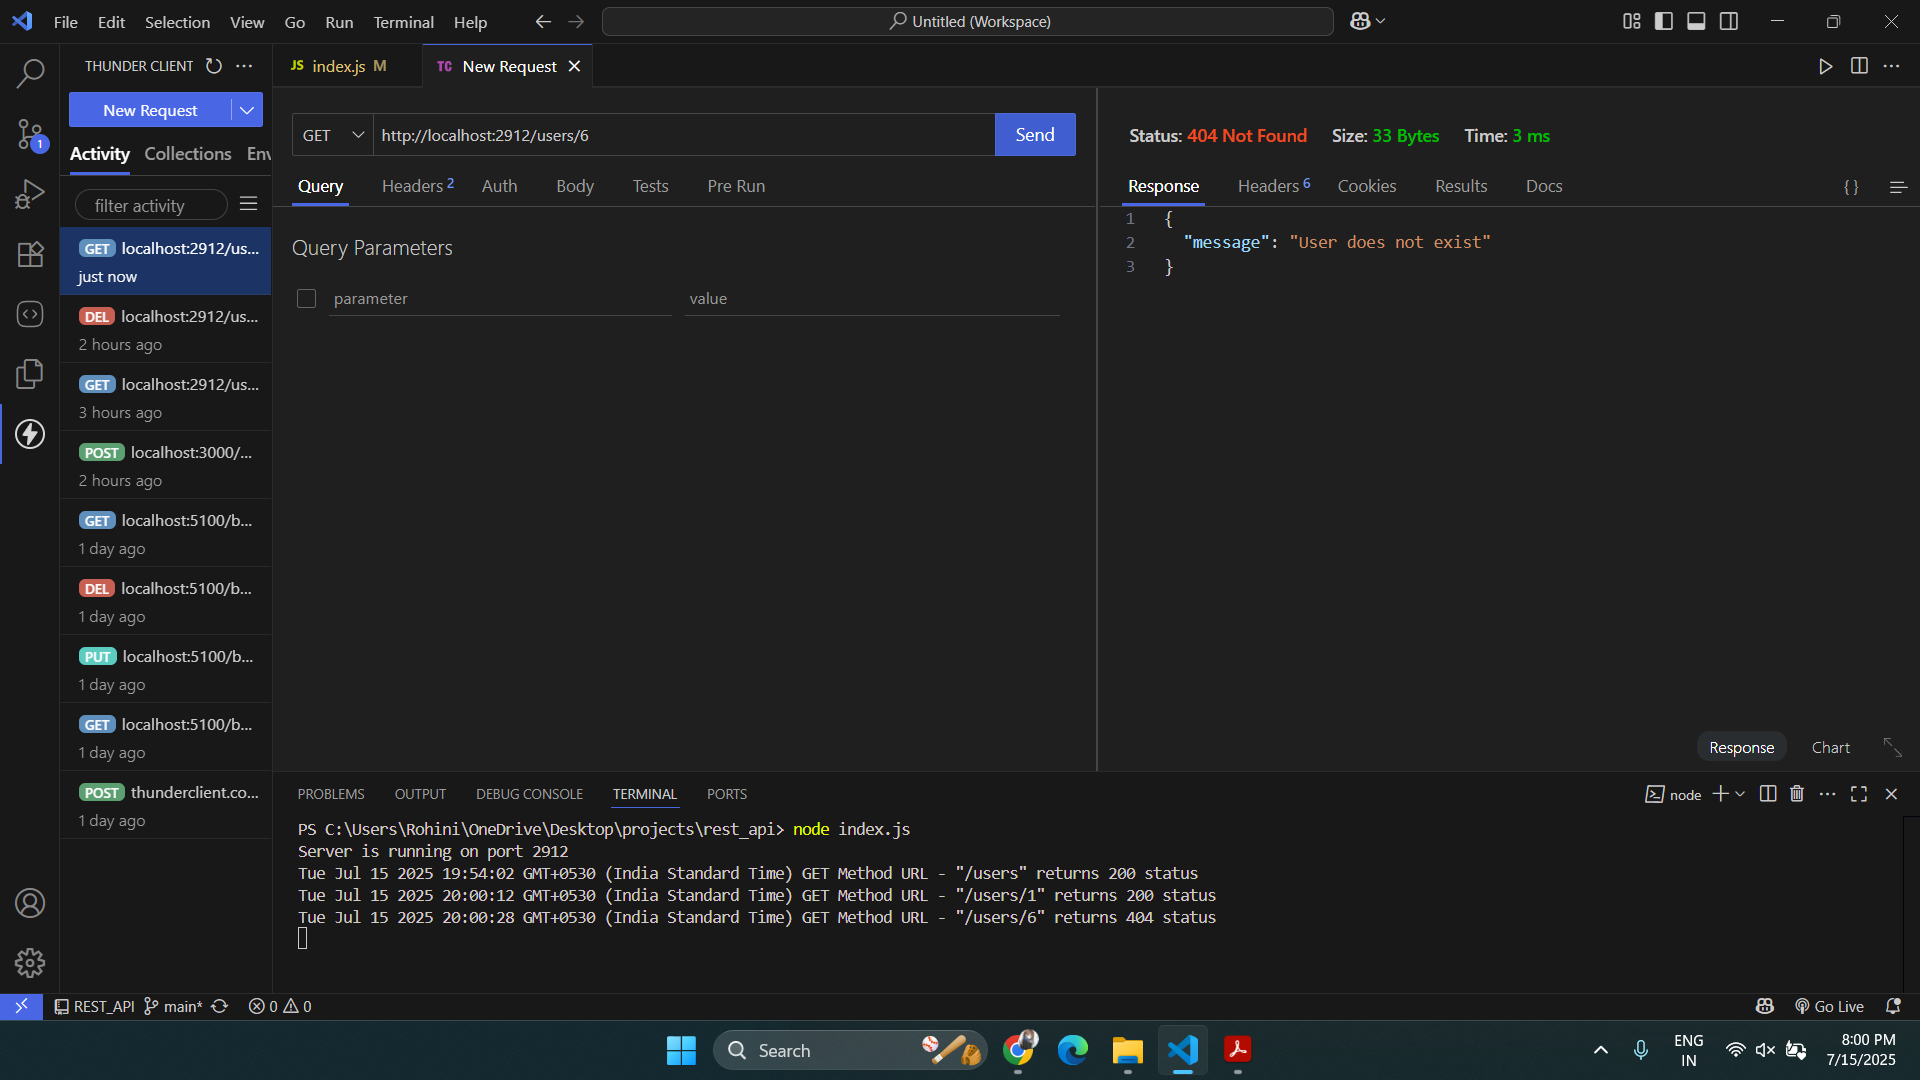 File Edit Selection View Go Run Terminal Help
Untitled (Workspace)
THUNDER CLIENT
New Request
Activity Collections Env
filter activity
GET localhost:2912/us...
just now
DEL localhost:2912/us...
2 hours ago
GET localhost:2912/us...
3 hours ago
POST localhost:3000/...
2 hours ago
GET localhost:5100/b...
1 day ago
DEL localhost:5100/b...
1 day ago
PUT localhost:5100/b...
1 day ago
GET localhost:5100/b...
1 day ago
POST thunderclient.co...
1 day ago
1
JS index.js M
TC New Request
GET http://localhost:2912/users/6 Send
Query Headers 2 Auth Body Tests Pre Run
Query Parameters
parameter value
Status: 404 Not Found Size: 33 Bytes Time: 3 ms
Response Headers 6 Cookies Results Docs {}
1 {
2 "message": "User does not exist"
3 }
Response Chart
PROBLEMS OUTPUT DEBUG CONSOLE TERMINAL PORTS
node
PS C:\Users\Rohini\OneDrive\Desktop\projects\rest_api> node index.js
Server is running on port 2912
Tue Jul 15 2025 19:54:02 GMT+0530 (India Standard Time) GET Method URL - "/users" returns 200 status
Tue Jul 15 2025 20:00:12 GMT+0530 (India Standard Time) GET Method URL - "/users/1" returns 200 status
Tue Jul 15 2025 20:00:28 GMT+0530 (India Standard Time) GET Method URL - "/users/6" returns 404 status
REST_API main* 0 0
Go Live
Search
ENG
IN
8:00 PM
7/15/2025